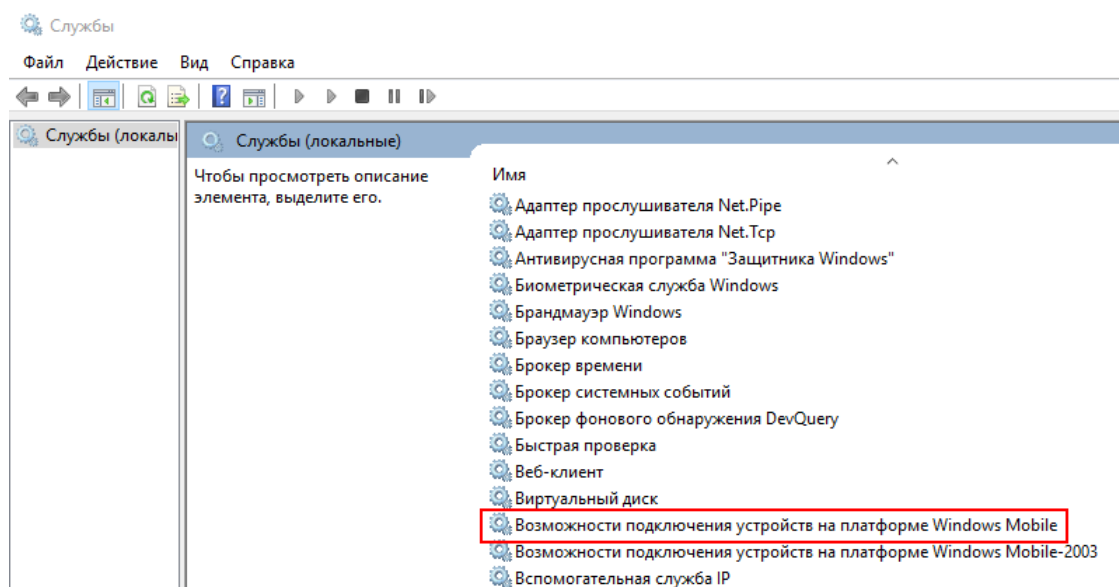 Службы
Файл Действие Вид Справка
Службы (локалы
Службы (локальные)
Чтобы просмотреть описание
элемента, выделите его.
Имя
Адаптер прослушивателя Net.Pipe
Адаптер прослушивателя Net.Tcp
Антивирусная программа "Защитника Windows"
Биометрическая служба Windows
Брандмауэр Windows
Браузер компьютеров
Брокер времени
Брокер системных событий
Брокер фонового обнаружения DevQuery
Быстрая проверка
Веб-клиент
Виртуальный диск
Возможности подключения устройств на платформе Windows Mobile
Возможности подключения устройств на платформе Windows Mobile-2003
Вспомогательная служба IP